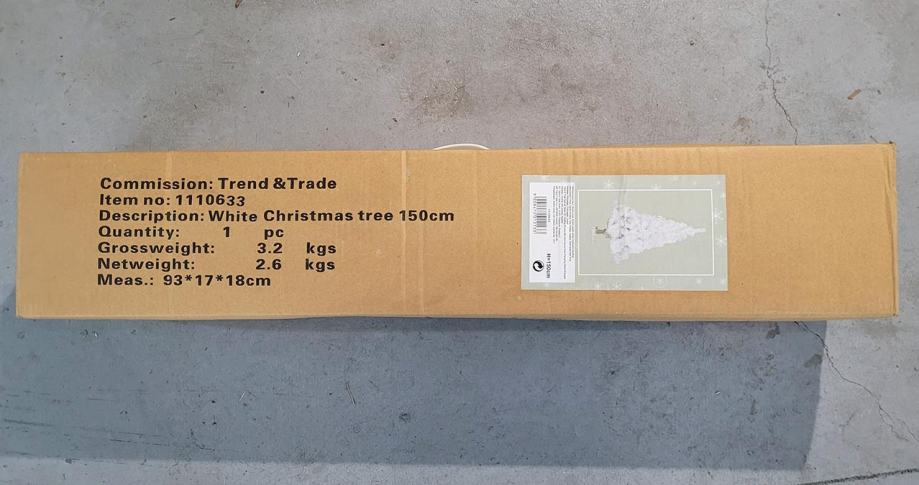 Commission: Trend &Trade
Item no: 1110633
Description: White Christmas tree 150cm
Quantity: 1 pc
Grossweight: 3.2 kgs
Netweight: 2.6 kgs
Meas.: 93*17*18cm
H=150cm